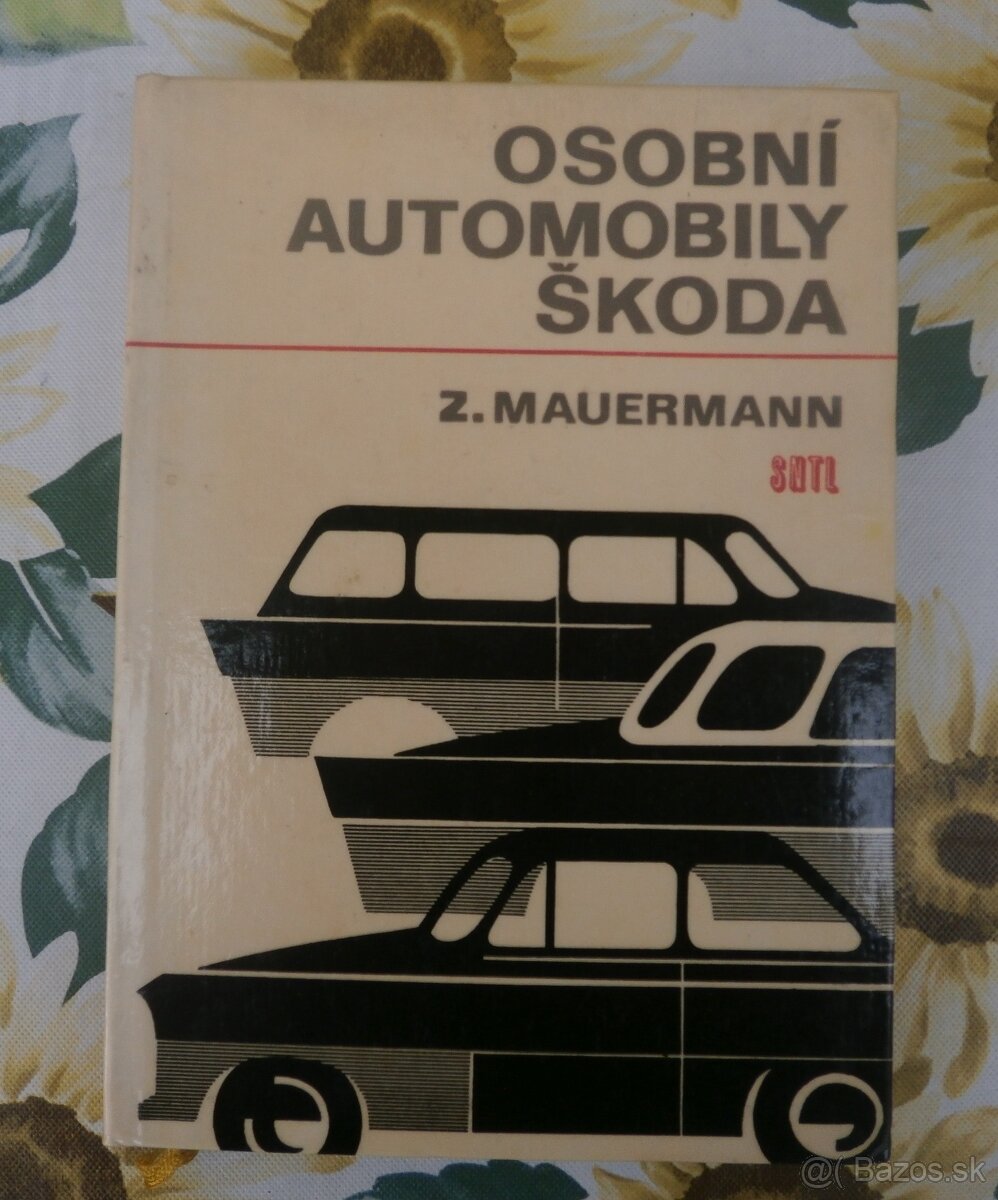 OSOBNÍ
AUTOMOBILY
ŠKODA
Z. MAUERMANN
SNTL
@( Bazos.sk